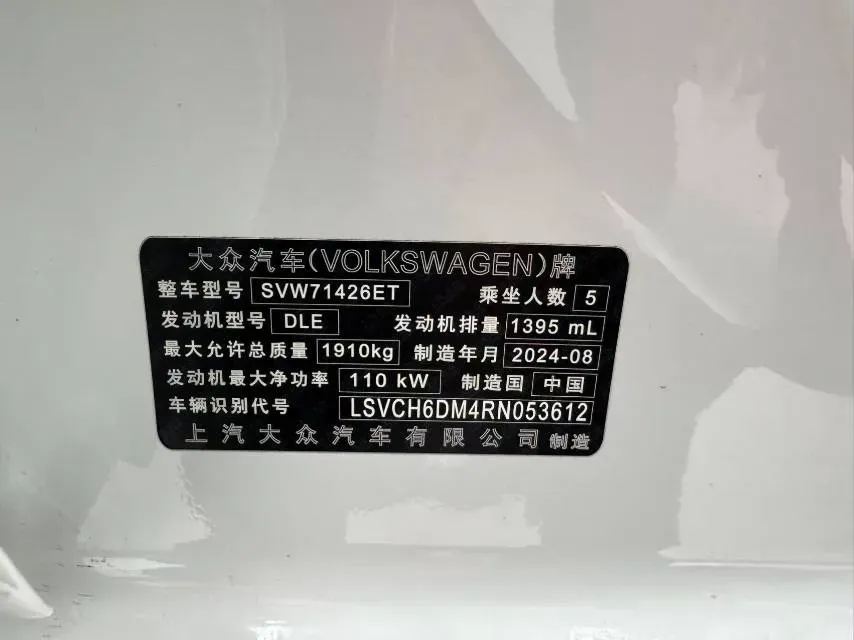 大众汽车(VOLKSWAGEN)牌
整车型号 SVW71426ET 乘坐人数 5
发动机型号 DLE 发动机排量 1395 mL
最大允许总质量 1910kg 制造年月 2024-08
发动机最大净功率 110 kW 制造国 中国
车辆识别代号 LSVCH6DM4RN053612
上汽大众汽车有限公司 制造